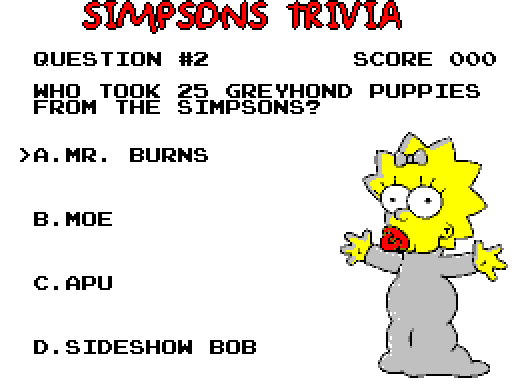 SIMPSONS TRIVIA
QUESTION #2 SCORE 000
WHO TOOK 25 GREYHOND PUPPIES
FROM THE SIMPSONS?
>A.MR. BURNS
B.MOE
C.APU
D.SIDESHOW BOB